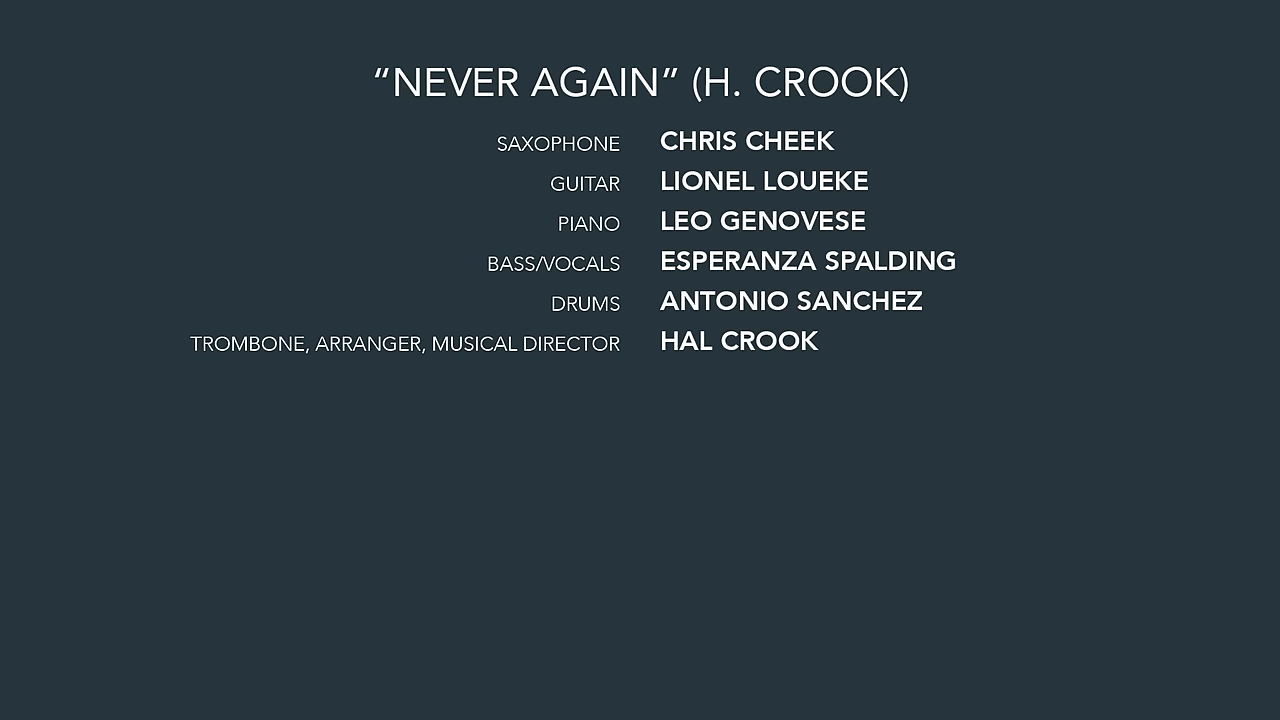 “NEVER AGAIN” (H. CROOK)
SAXOPHONE CHRIS CHEEK
GUITAR LIONEL LOUEKE
PIANO LEO GENOVESE
BASS/VOCALS ESPERANZA SPALDING
DRUMS ANTONIO SANCHEZ
TROMBONE, ARRANGER, MUSICAL DIRECTOR HAL CROOK